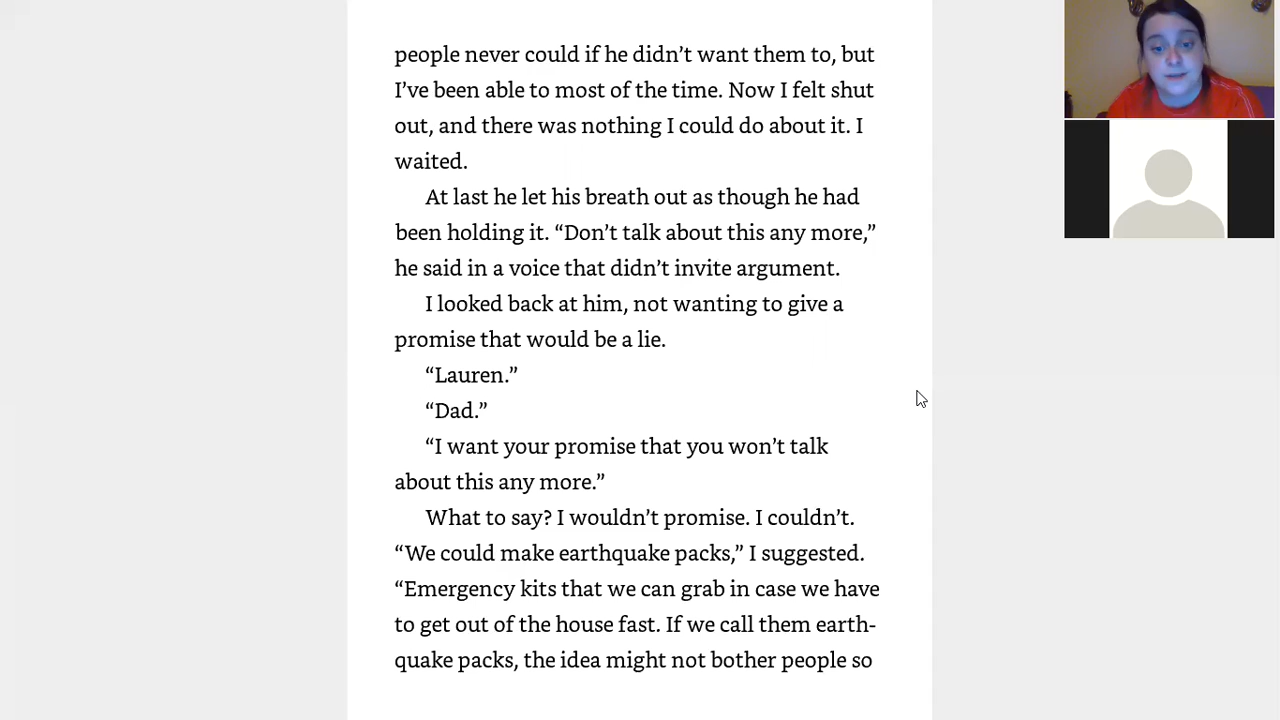 people never could if he didn’t want them to, but
I’ve been able to most of the time. Now I felt shut
out, and there was nothing I could do about it. I
waited.
At last he let his breath out as though he had
been holding it. “Don’t talk about this any more,”
he said in a voice that didn’t invite argument.
I looked back at him, not wanting to give a
promise that would be a lie.
“Lauren.”
“Dad.”
“I want your promise that you won’t talk
about this any more.”
What to say? I wouldn’t promise. I couldn’t.
“We could make earthquake packs,” I suggested.
“Emergency kits that we can grab in case we have
to get out of the house fast. If we call them earth-
quake packs, the idea might not bother people so